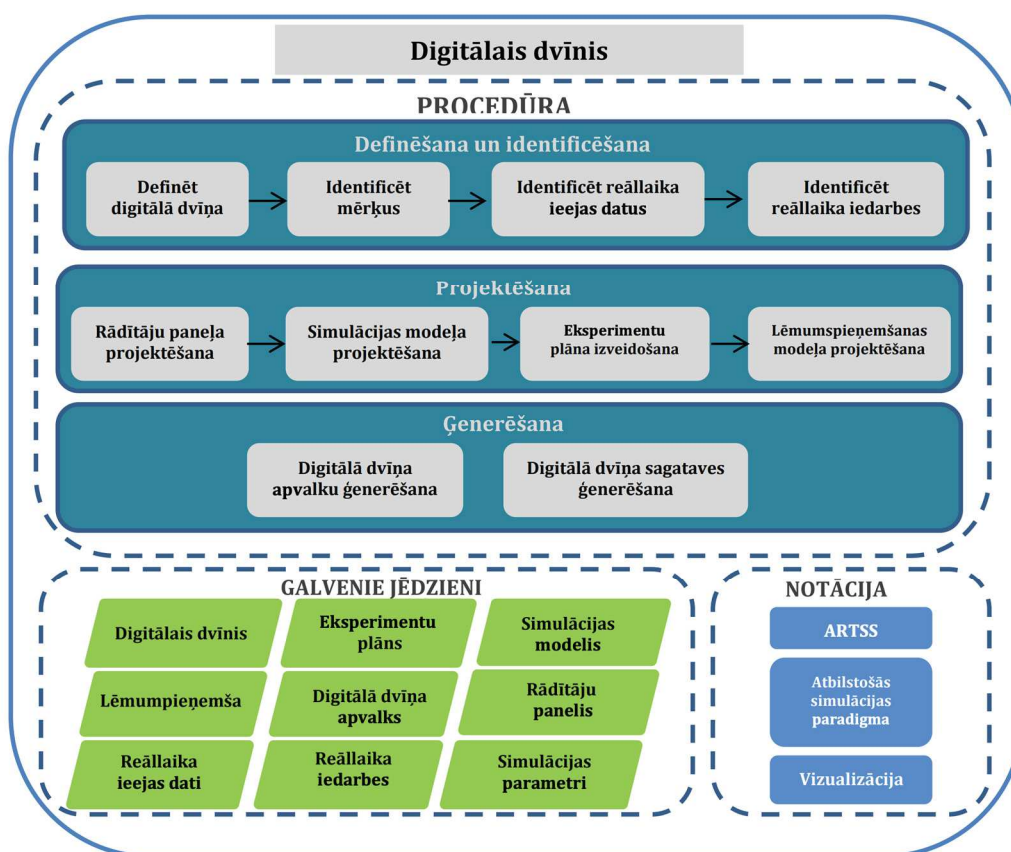 Digitālais dvīnis
PROCEDŪRA
Definēšana un identificēšana
Definēt
digitālā dvīņa
Identificēt
mērķus
Identificēt reāllaika
ieejas datus
Identificēt
reāllaika iedarbes
Projektēšana
Rādītāju paneļa
projektēšana
Simulācijas modeļa
projektēšana
Eksperimentu
plāna izveidošana
Lēmumspieņemšanas
modeļa projektēšana
Ģenerēšana
Digitālā dvīņa
apvalku ģenerēšana
Digitālā dvīņa sagataves
ģenerēšana
GALVENIE JĒDZIENI
Digitālais dvīnis
Eksperimentu
plāns
Simulācijas
modelis
Lēmumpieņemša
Digitālā dvīņa
apvalks
Rādītāju
panelis
Reāllaika
ieejas dati
Reāllaika
iedarbes
Simulācijas
parametri
NOTĀCIJA
ARTSS
Atbilstošās
simulācijas
paradigma
Vizualizācija